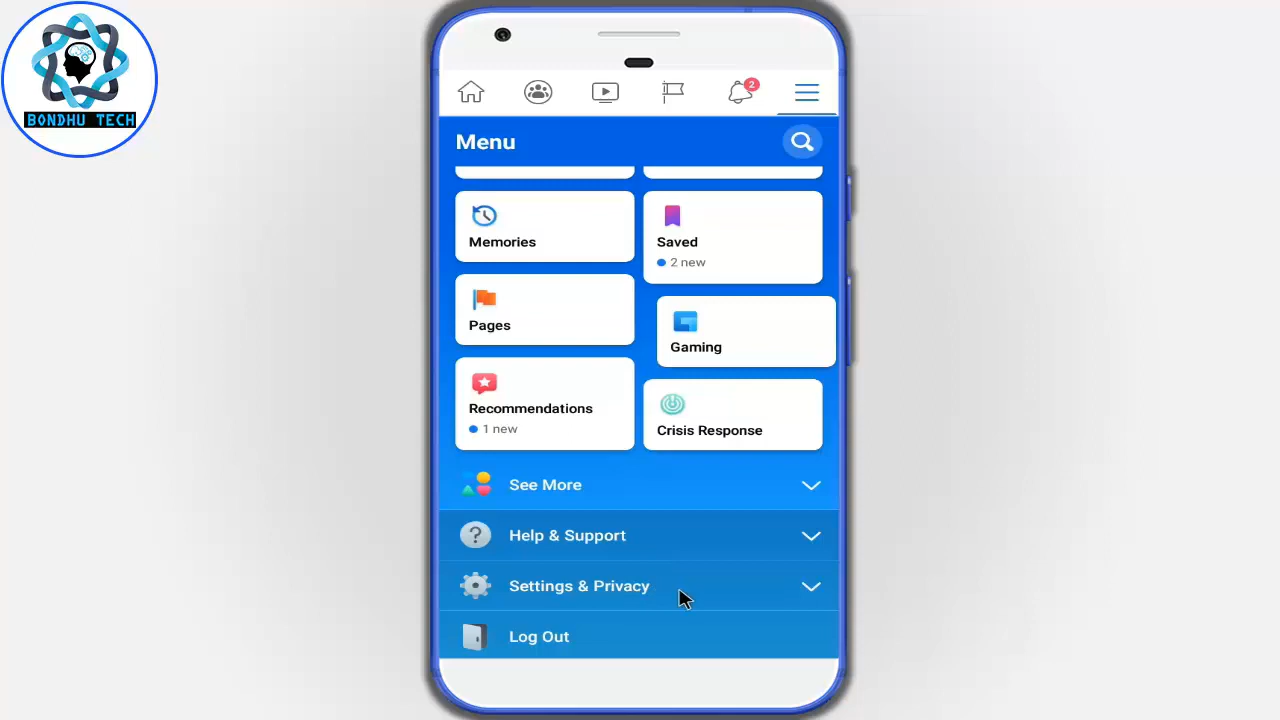 BONDHU TECH
2
Menu
Memories
Saved
2 new
Pages
Gaming
Recommendations
1 new
Crisis Response
See More
? Help & Support
Settings & Privacy
Log Out